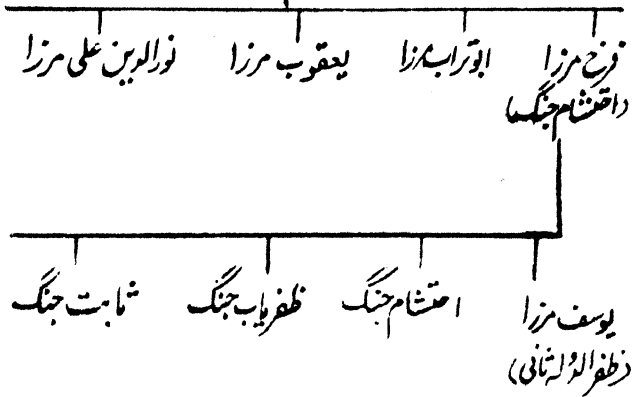 فرخ مرزا ابوتراب مرزا یعقوب مرزا نورالدین علی مرزا
(احتشام جنگ)
یوسف مرزا احتشام جنگ ظفریاب جنگ ثابت جنگ
(ظفرالدولہ ثانی)